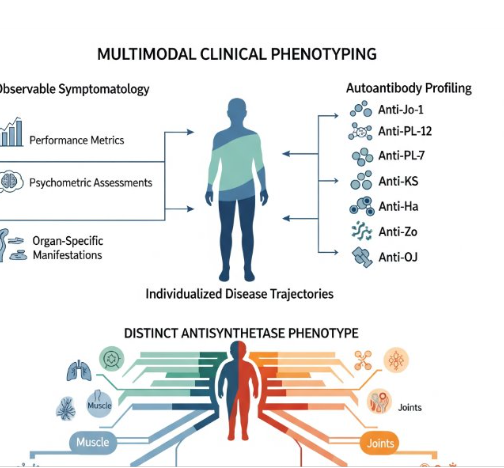 MULTIMODAL CLINICAL PHENOTYPING
Observable Symptomatology
Performance Metrics
Psychometric Assessments
Organ-Specific
Manifestations
Autoantibody Profiling
Anti-Jo-1
Anti-PL-12
Anti-PL-7
Anti-KS
Anti-Ha
Anti-Zo
Anti-OJ
Individualized Disease Trajectories
DISTINCT ANTISYNTHETASE PHENOTYPE
Muscle
Joints
Muscle
Joints